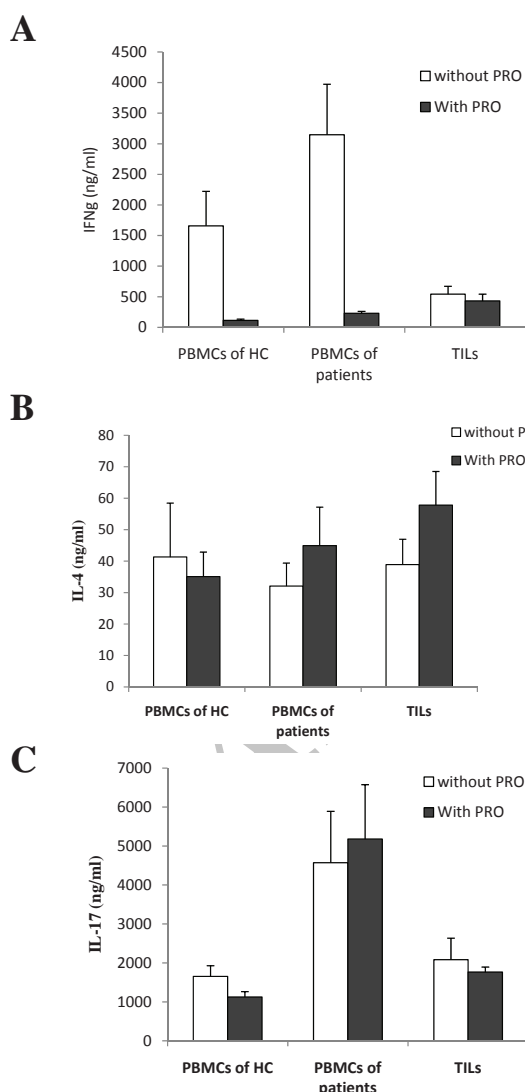 A
4500
4000
3500
3000
2500
2000
1500
1000
500
0
IFNg (ng/ml)
without PRO
With PRO
PBMCs of HC
PBMCs of
patients
TILs
B
80
70
60
50
40
30
20
10
0
IL-4 (ng/ml)
without P
With PRO
PBMCs of HC
PBMCs of
patients
TILs
C
7000
6000
5000
4000
3000
2000
1000
0
IL-17 (ng/ml)
without PRO
With PRO
PBMCs of HC
PBMCs of
patients
TILs